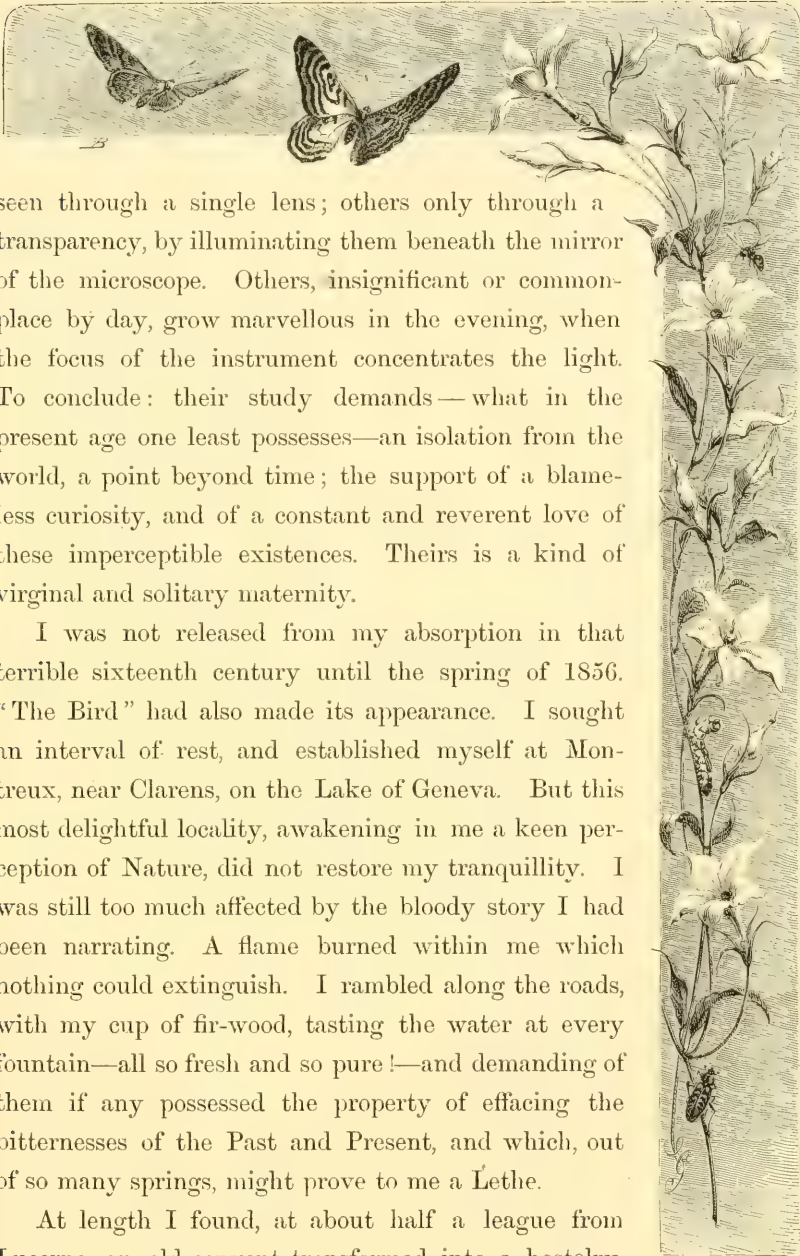 seen through a single lens; others only through a
transparency, by illuminating them beneath the mirror
of the microscope. Others, insignificant or common-
place by day, grow marvellous in the evening, when
the focus of the instrument concentrates the light.
To conclude: their study demands — what in the
present age one least possesses—an isolation from the
world, a point beyond time; the support of a blame-
less curiosity, and of a constant and reverent love of
these imperceptible existences. Theirs is a kind of
virginal and solitary maternity.
I was not released from my absorption in that
terrible sixteenth century until the spring of 1856.
“The Bird” had also made its appearance. I sought
an interval of rest, and established myself at Mon-
treux, near Clarens, on the Lake of Geneva. But this
most delightful locality, awakening in me a keen per-
ception of Nature, did not restore my tranquillity. I
was still too much affected by the bloody story I had
been narrating. A flame burned within me which
nothing could extinguish. I rambled along the roads,
with my cup of fir-wood, tasting the water at every
fountain—all so fresh and so pure!—and demanding of
them if any possessed the property of effacing the
bitternesses of the Past and Present, and which, out
of so many springs, might prove to me a Lethe.
At length I found, at about half a league from